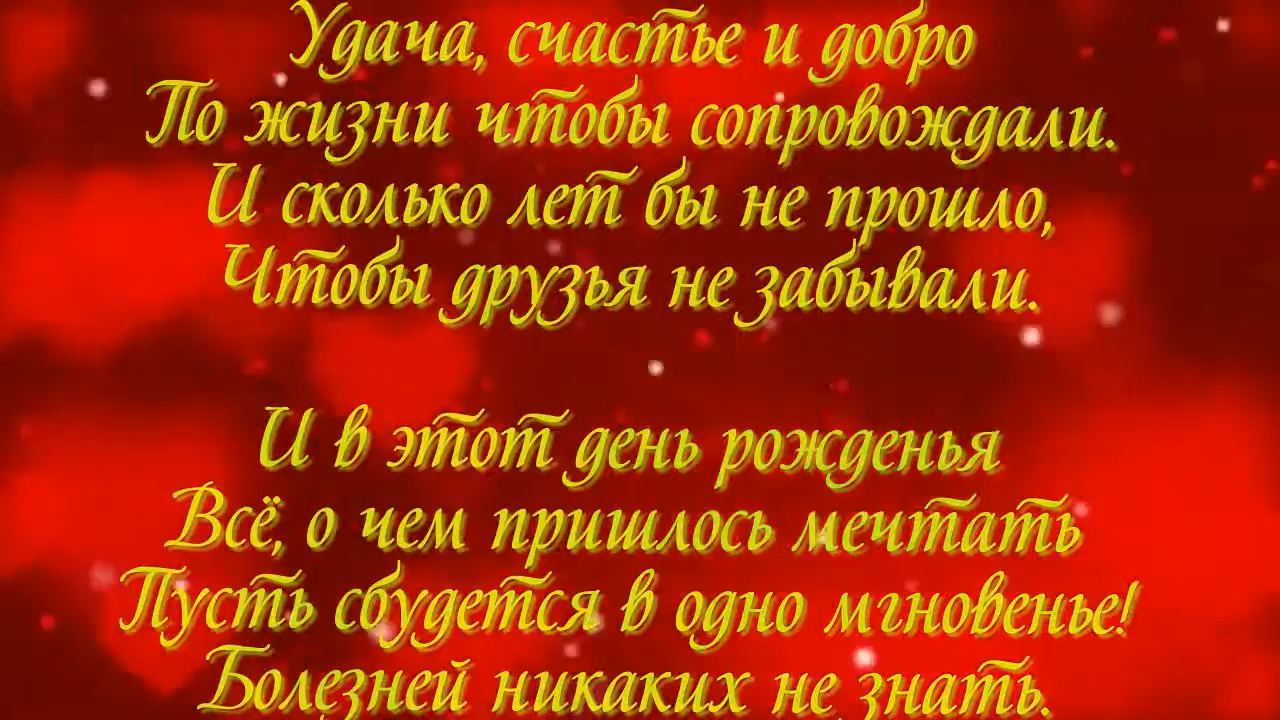 Удача, счастье и добро
По жизни чтобы сопровождали.
И сколько лет бы не прошло,
Чтобы друзья не забывали.
И в этот день рожденья
Всё, о чем пришлось мечтать
Пусть сбудется в одно мгновенье!
Болезней никаких не знать.